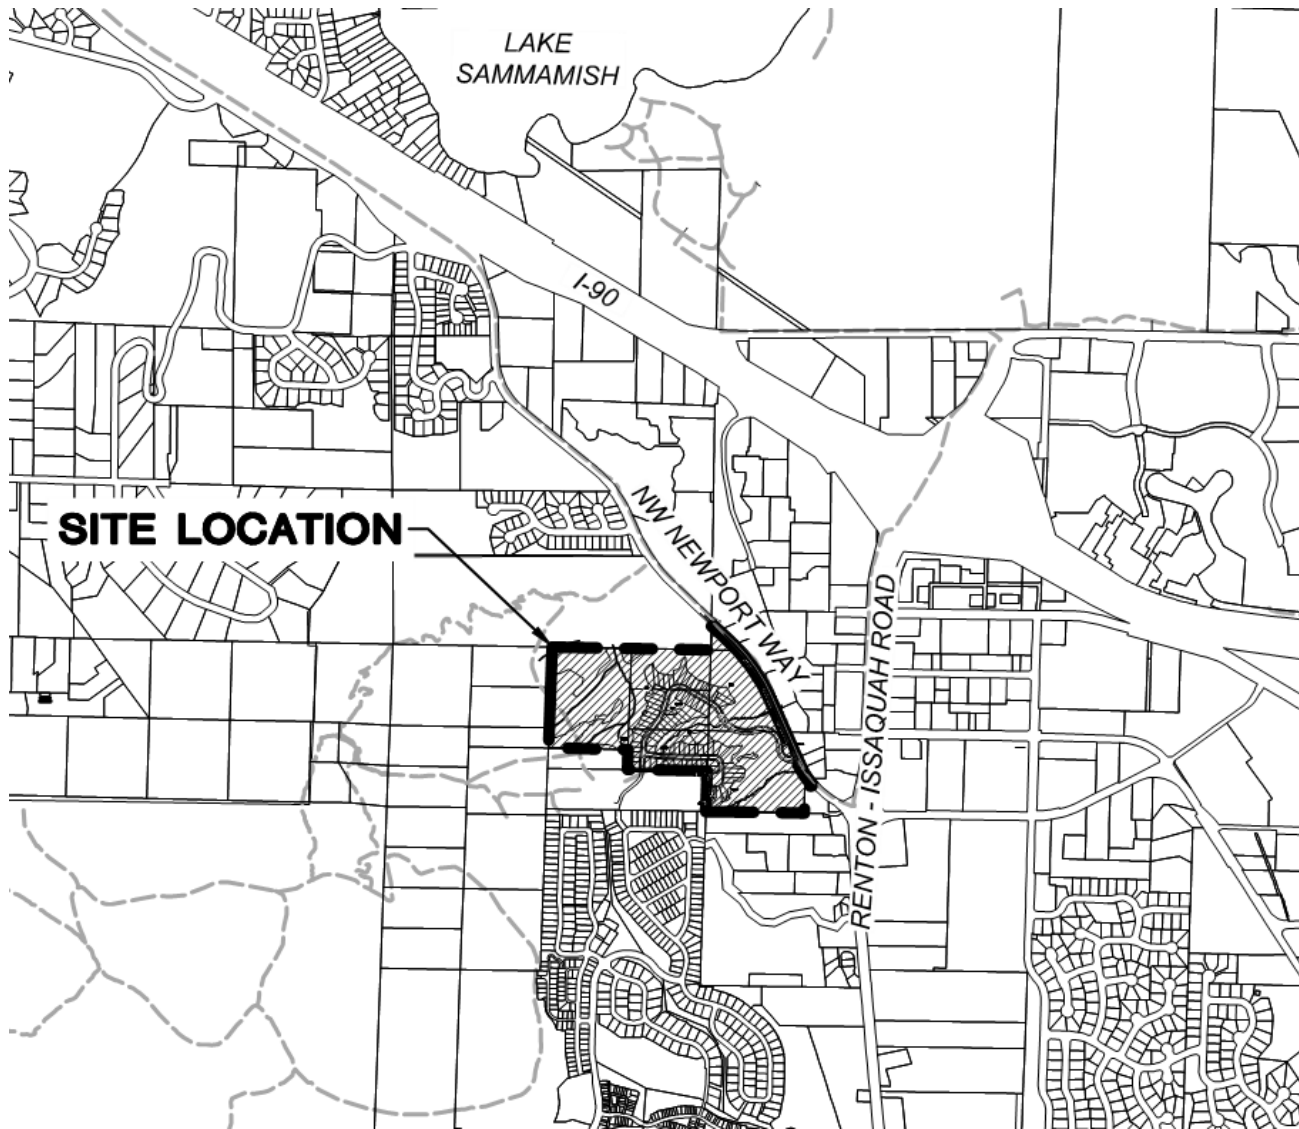 LAKE
SAMMAMISH
I-90
NW NEWPORT WAY
SITE LOCATION
RENTON - ISSAQUAH ROAD